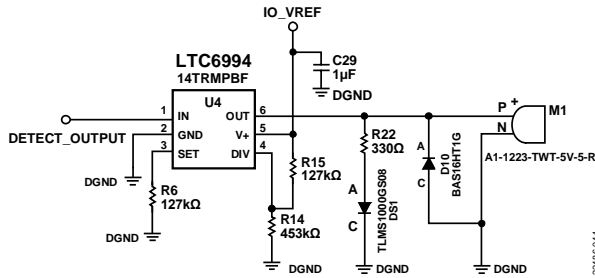 IO_VREF
LTC6994
14TRMPBF
C29
1µF
DGND
U4
1
IN
OUT
6
2
GND
V+
5
3
SET
DIV
4
DETECT_OUTPUT
DGND
R6
127kΩ
DGND
R15
127kΩ
R14
453kΩ
DGND
R22
330Ω
A
C
TLMS1000GS08
DS1
DGND
A
C
D10
BAS16HT1G
P
+
N
M1
A1-1223-TWT-5V-5-R
DGND